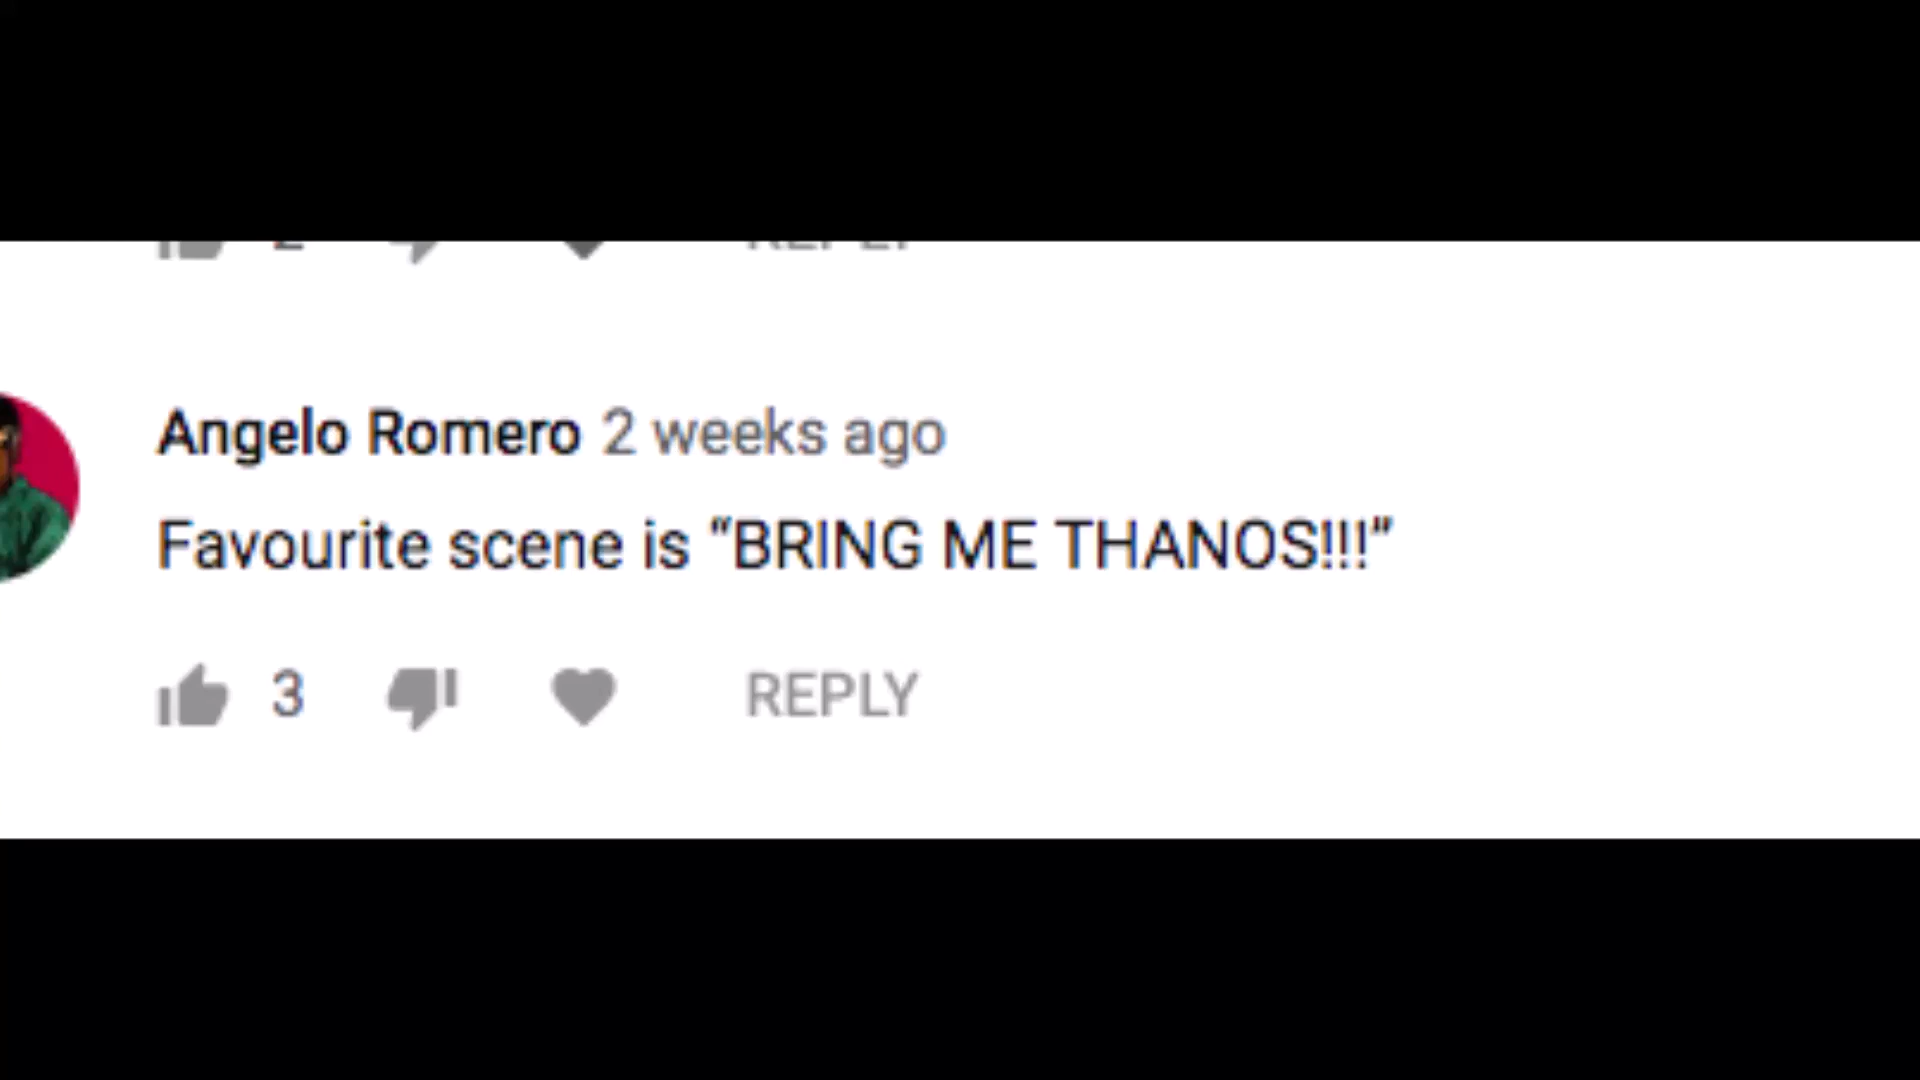 Angelo Romero 2 weeks ago
Favourite scene is “BRING ME THANOS!!!”
3 REPLY